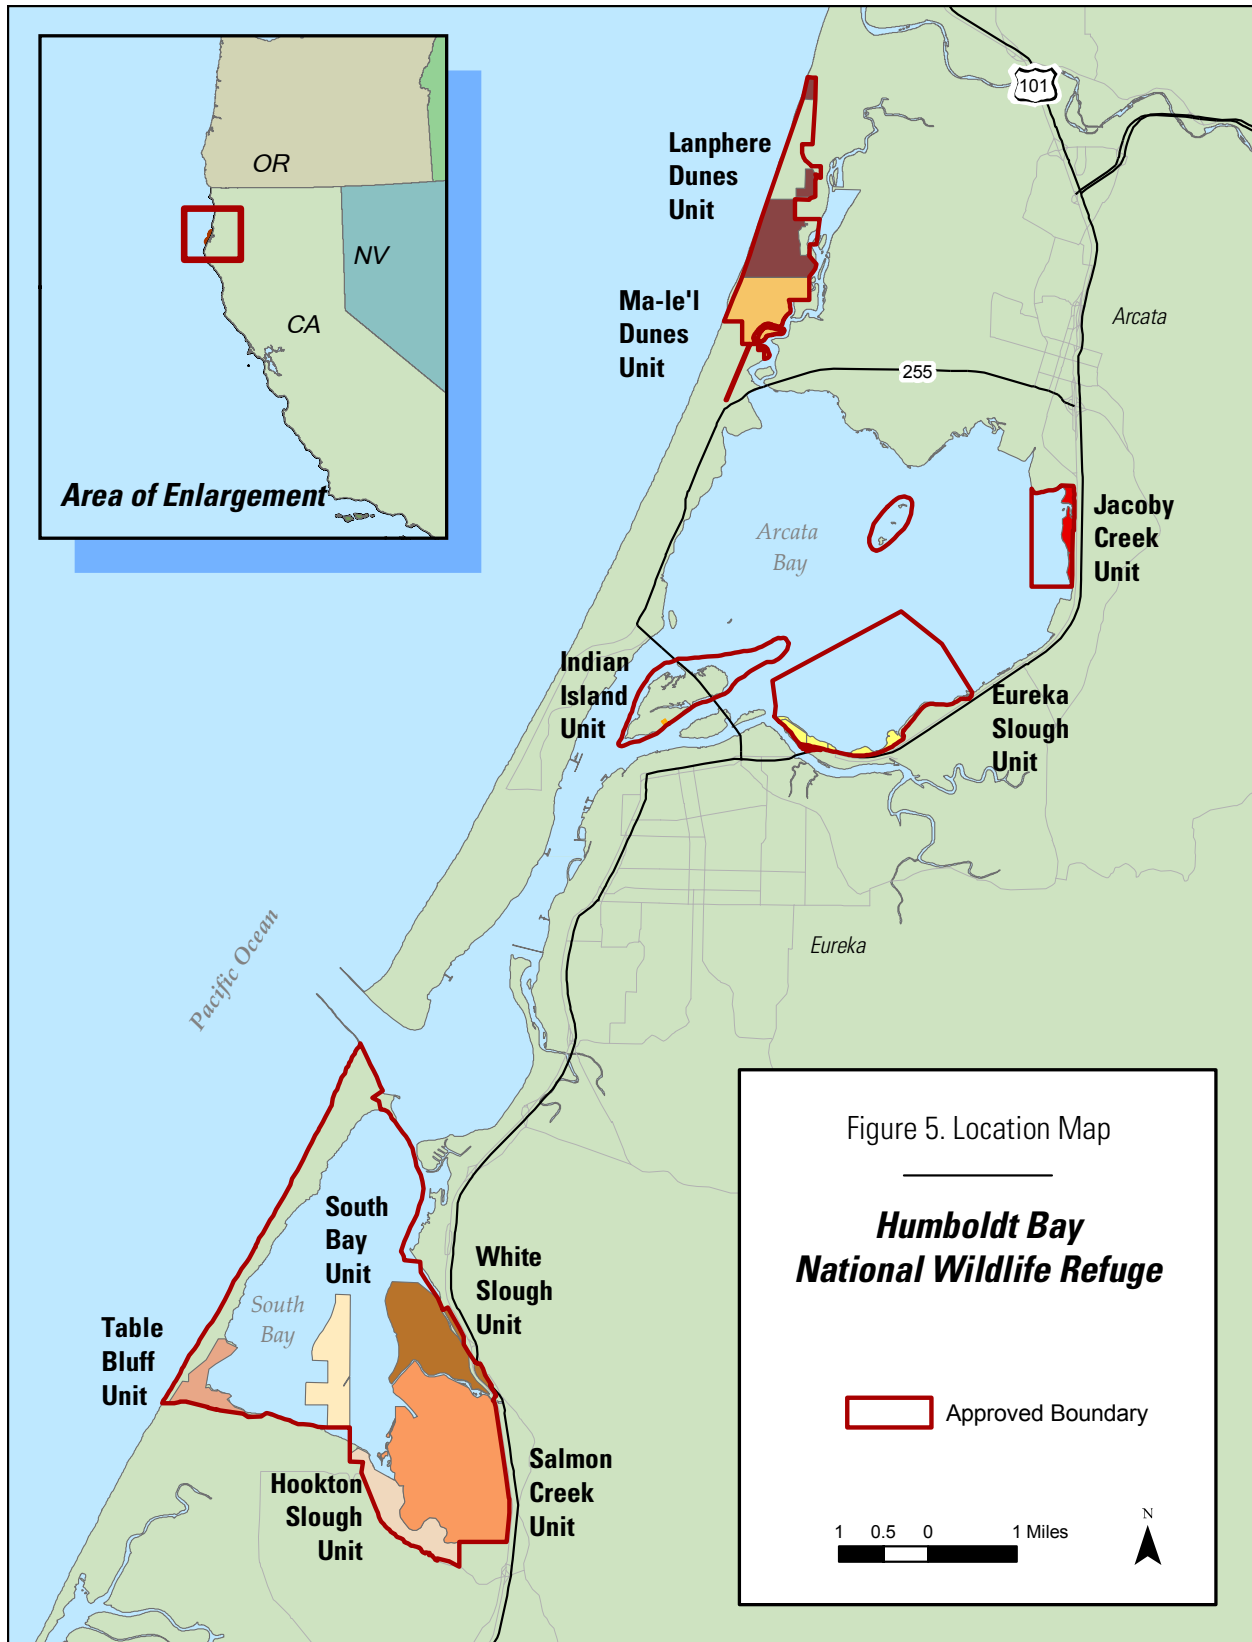 OR
NV
CA
Area of Enlargement
101
Lanphere
Dunes
Unit
Ma-le'l
Dunes
Unit
Arcata
255
Jacoby
Creek
Unit
Arcata
Bay
Indian
Island
Unit
Eureka
Slough
Unit
Pacific Ocean
Eureka
South
Bay
Unit
White
Slough
Unit
South
Bay
Table
Bluff
Unit
Hookton
Slough
Unit
Salmon
Creek
Unit
Figure 5. Location Map
Humboldt Bay
National Wildlife Refuge
Approved Boundary
1 0.5 0 1 Miles
N